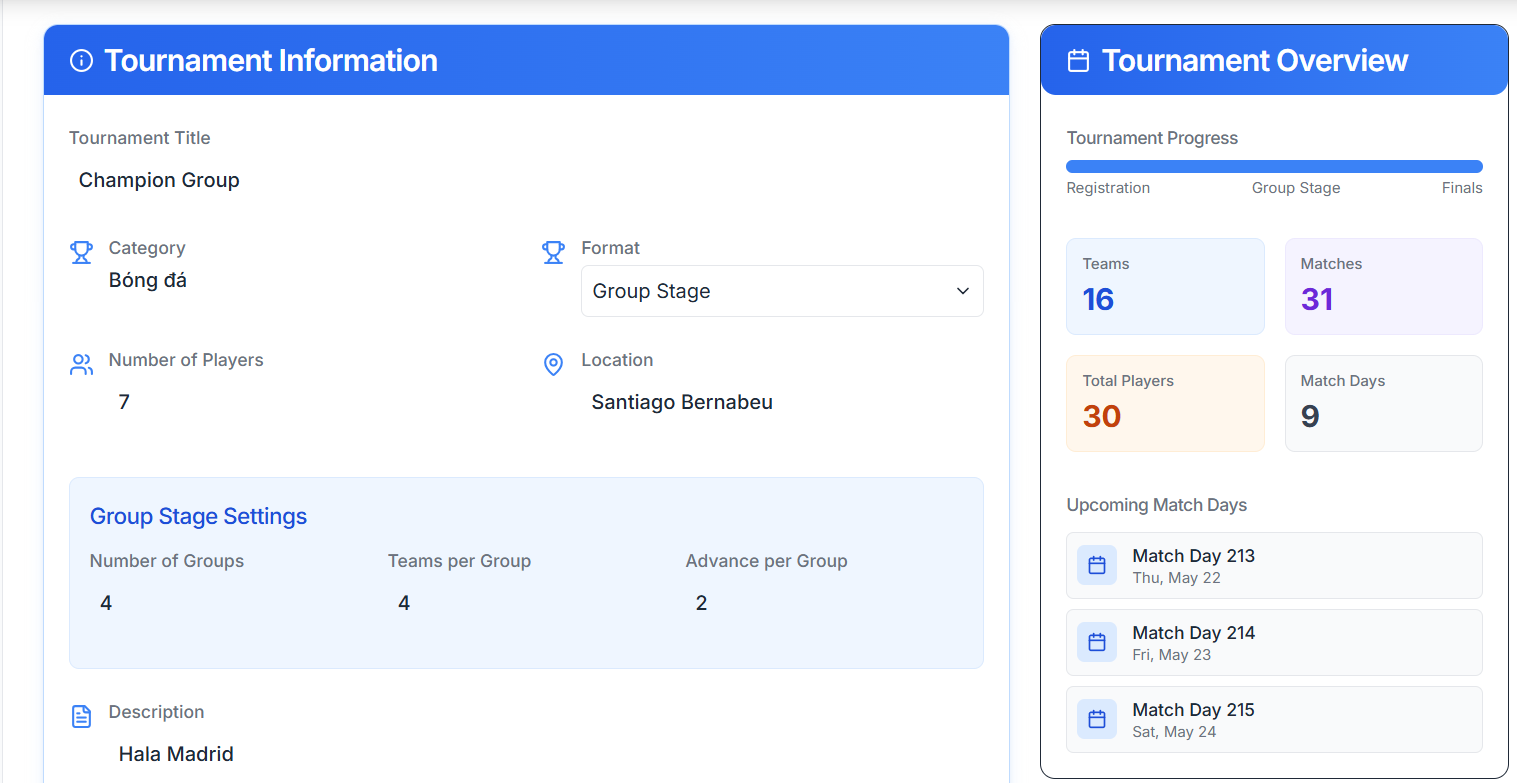 Tournament Information
Tournament Title
Champion Group
Category
Bóng đá
Format
Group Stage
Number of Players
7
Location
Santiago Bernabeu
Group Stage Settings
Number of Groups
4
Teams per Group
4
Advance per Group
2
Description
Hala Madrid
Tournament Overview
Tournament Progress
Registration Group Stage Finals
Teams
16
Matches
31
Total Players
30
Match Days
9
Upcoming Match Days
Match Day 213
Thu, May 22
Match Day 214
Fri, May 23
Match Day 215
Sat, May 24